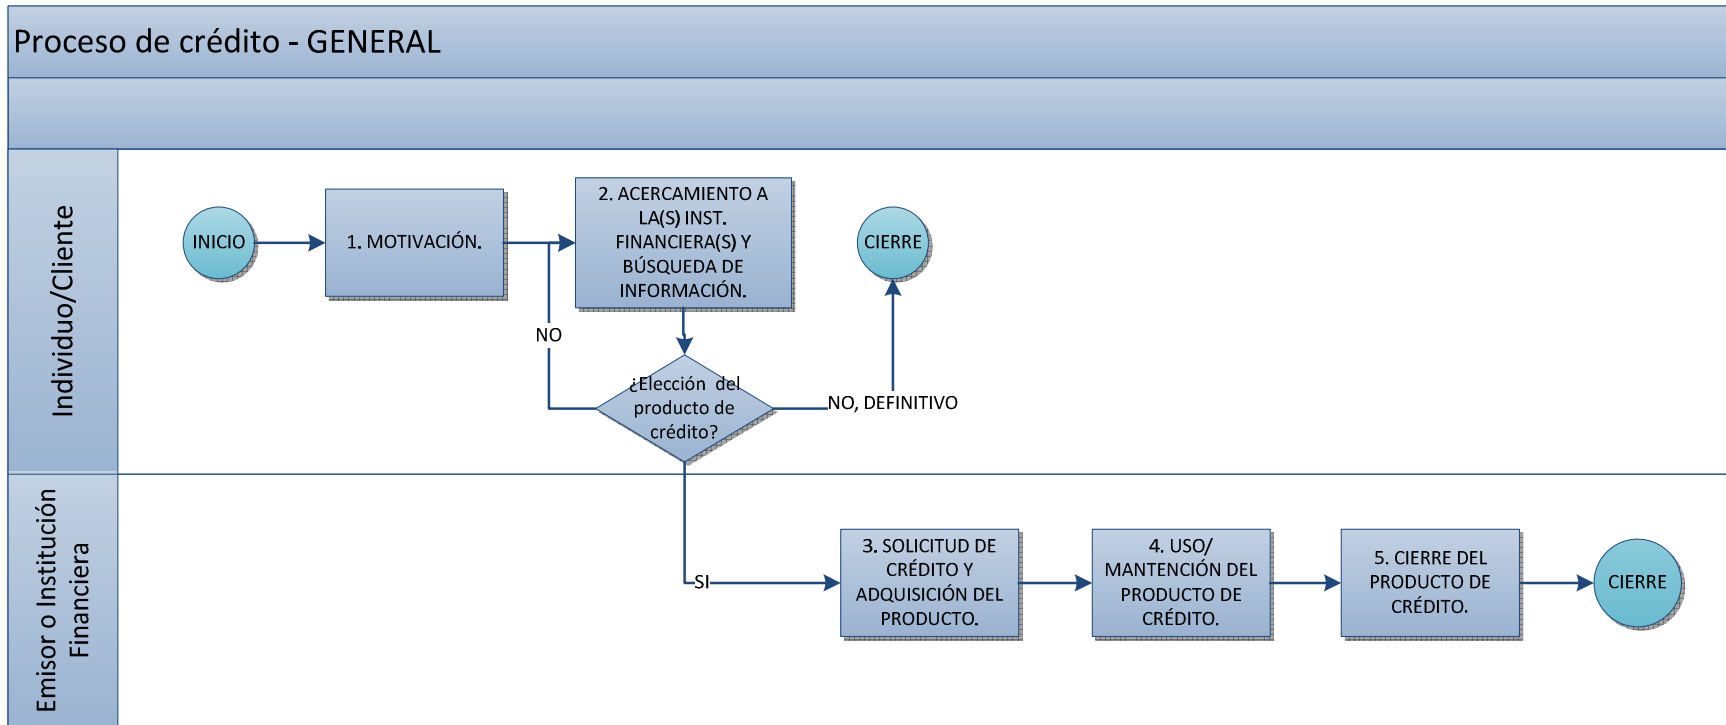 Proceso de crédito - GENERAL
Individuo/Cliente
INICIO
1. MOTIVACIÓN.
2. ACERCAMIENTO A
LA(S) INST.
FINANCIERA(S) Y
BÚSQUEDA DE
INFORMACIÓN.
CIERRE
NO
¿Elección del
producto de
crédito?
NO, DEFINITIVO
Emisor o Institución
Financiera
SI
3. SOLICITUD DE
CRÉDITO Y
ADQUISICIÓN DEL
PRODUCTO.
4. USO/
MANTENCIÓN DEL
PRODUCTO DE
CRÉDITO.
5. CIERRE DEL
PRODUCTO DE
CRÉDITO.
CIERRE